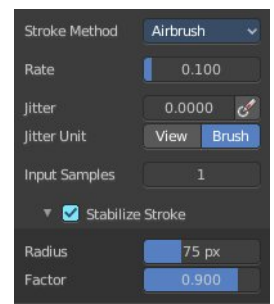 Stroke Method Airbrush
Rate 0.100
Jitter 0.0000
Jitter Unit View Brush
Input Samples 1
Stabilize Stroke
Radius 75 px
Factor 0.900